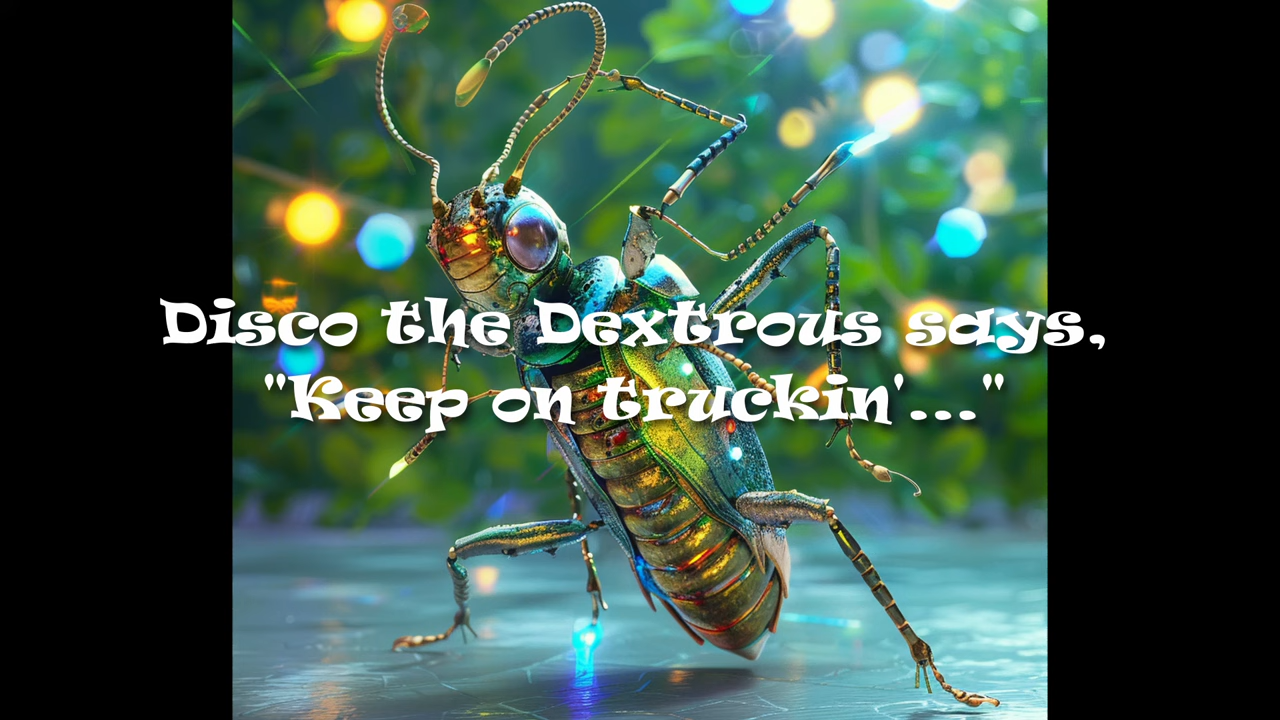 Disco the Dextrous says,
"Keep on truckin'..."